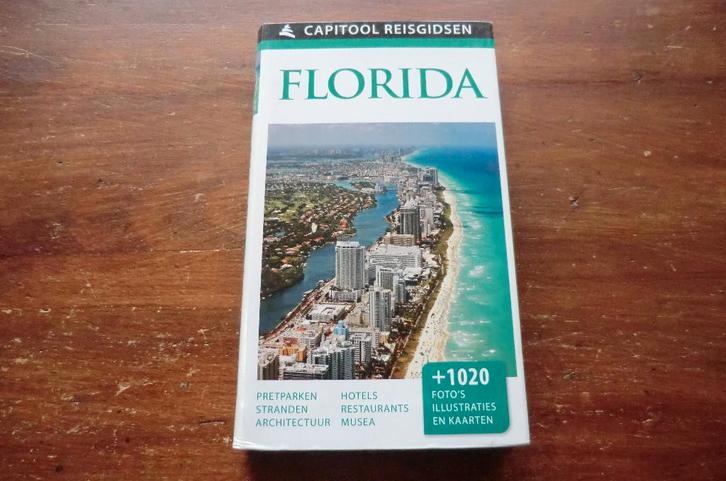 CAPITOOL REISGIDSEN
FLORIDA
PRETPARKEN
STRANDEN
ARCHITECTUUR
HOTELS
RESTAURANTS
MUSEA
+1020
FOTO'S
ILLUSTRATIES
EN KAARTEN